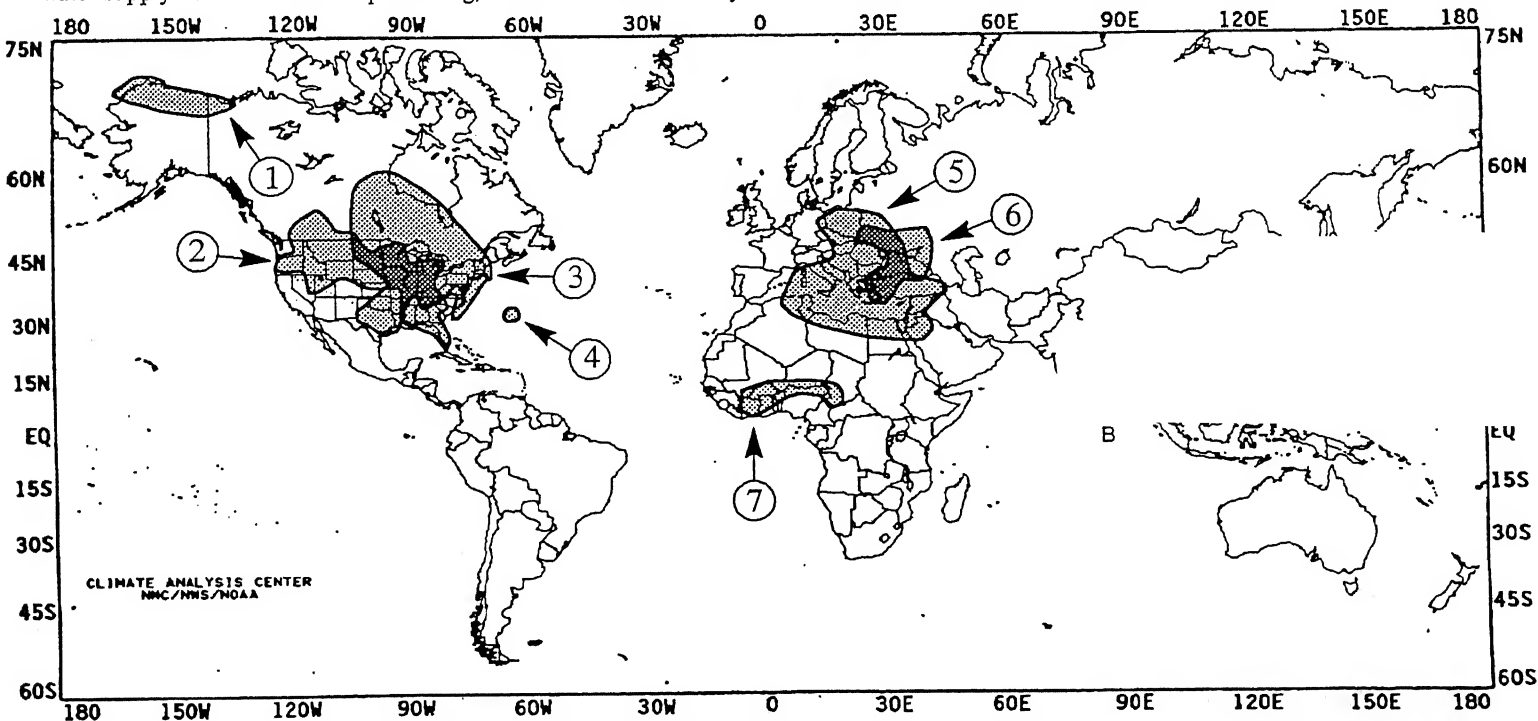 180 150W 120W 90W 60W 30W 0 30E 60E 90E 120E 150E 180
75N 75N
1
60N 60N
5
6
2
45N
3
30N
4
15N
EQ B EQ
15S 15S
7
30S 30S
CLIMATE ANALYSIS CENTER
NMC/NWS/NOAA
45S 45S
60S 60S
180 150W 120W 90W 60W 30W 0 30E 60E 90E 120E 150E 180